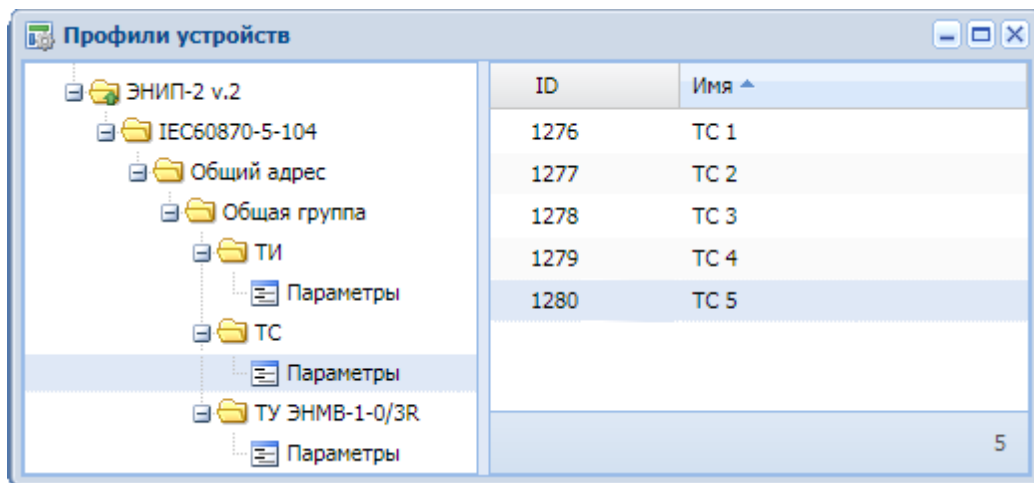 Профили устройств
ЭНИП-2 v.2
IEC60870-5-104
Общий адрес
Общая группа
ТИ
Параметры
ТС
Параметры
ТУ ЭНМВ-1-0/3R
Параметры
ID Имя
1276 ТС 1
1277 ТС 2
1278 ТС 3
1279 ТС 4
1280 ТС 5
5